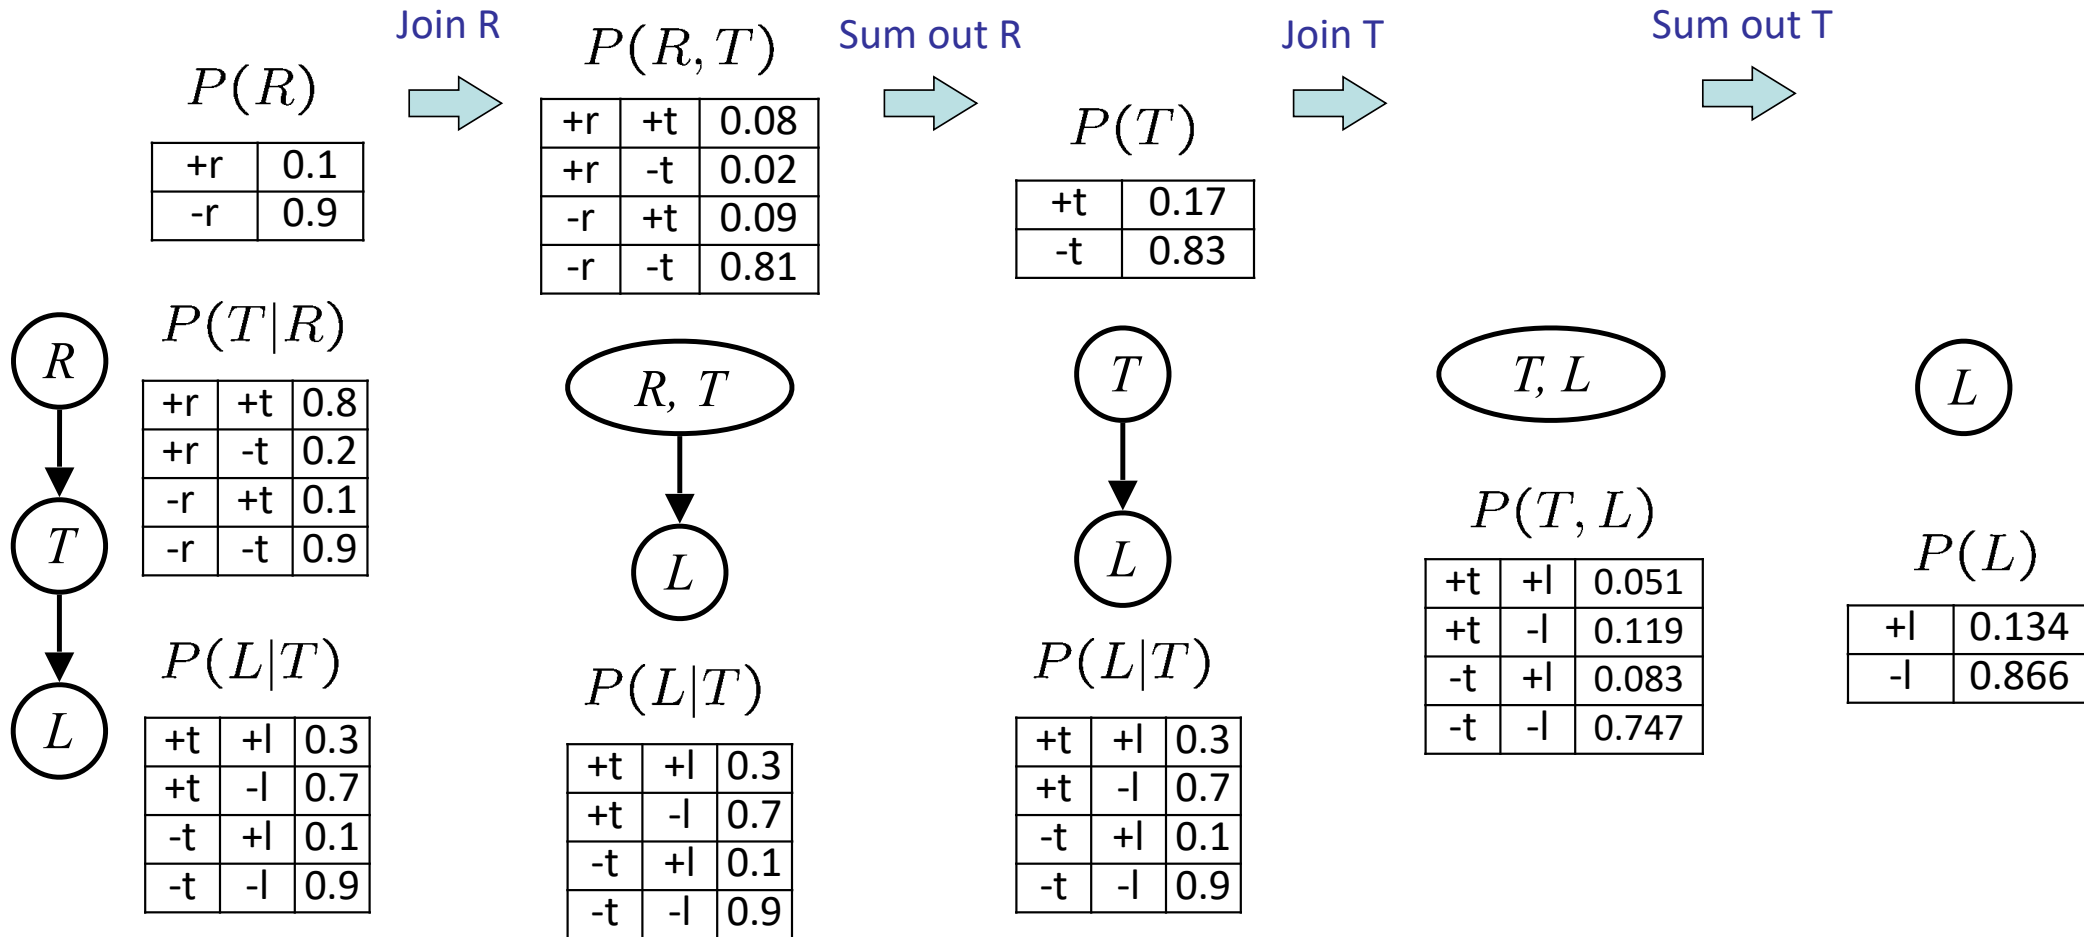 Join R
Sum out R
Join T
Sum out T
P(R)
+r 0.1
-r 0.9
P(T|R)
+r +t 0.8
+r -t 0.2
-r +t 0.1
-r -t 0.9
P(L|T)
+t +l 0.3
+t -l 0.7
-t +l 0.1
-t -l 0.9
R
T
L
P(R, T)
+r +t 0.08
+r -t 0.02
-r +t 0.09
-r -t 0.81
R, T
L
P(L|T)
+t +l 0.3
+t -l 0.7
-t +l 0.1
-t -l 0.9
P(T)
+t 0.17
-t 0.83
T
L
P(L|T)
+t +l 0.3
+t -l 0.7
-t +l 0.1
-t -l 0.9
T, L
P(T, L)
+t +l 0.051
+t -l 0.119
-t +l 0.083
-t -l 0.747
L
P(L)
+l 0.134
-l 0.866